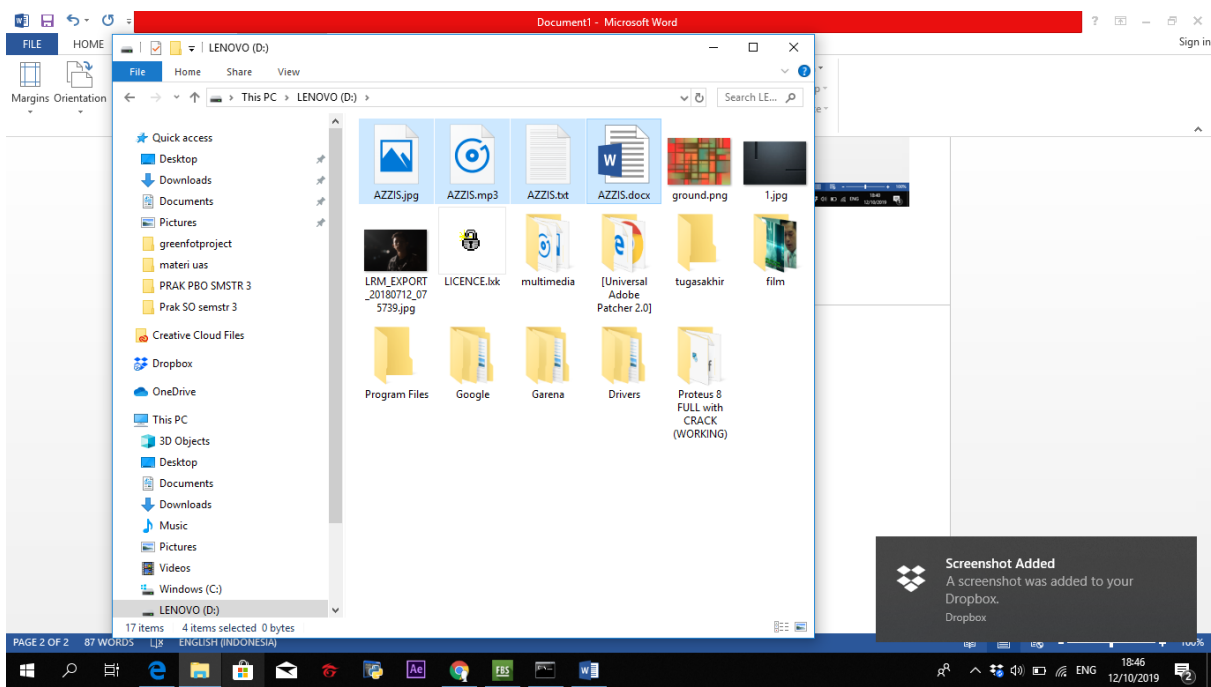 Document1 - Microsoft Word
Sign in
FILE
HOME
Margins
Orientation
LENOVO (D:)
File
Home
Share
View
This PC
LENOVO (D:)
Search LE...
Quick access
Desktop
Downloads
Documents
Pictures
greenfotproject
materi uas
PRAK PBO SMSTR 3
Prak SO semstr 3
Creative Cloud Files
Dropbox
OneDrive
This PC
3D Objects
Desktop
Documents
Downloads
Music
Pictures
Videos
Windows (C:)
LENOVO (D:)
AZZIS.jpg
AZZIS.mp3
AZZIS.txt
AZZIS.docx
ground.png
1.jpg
LRM_EXPORT
_20180712_07
5739.jpg
LICENCE.lxk
multimedia
[Universal
Adobe
Patcher 2.0]
tugasakhir
film
Program Files
Google
Garena
Drivers
Proteus 8
FULL with
CRACK
(WORKING)
17 items
4 items selected 0 bytes
Screenshot Added
A screenshot was added to your
Dropbox.
Dropbox
PAGE 2 OF 2
87 WORDS
ENGLISH (INDONESIA)
100%
Ae
FBS
ENG
18:46
12/10/2019
2